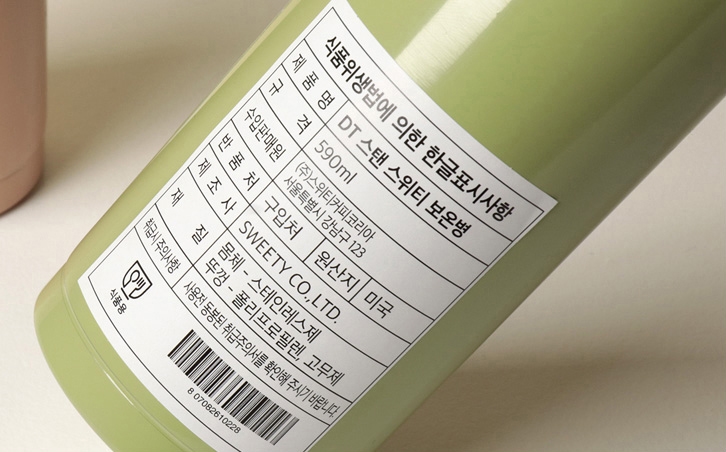 식품위생법에 의한 한글표시사항
제품명 DT 스탠 스위티 보온병
규격 590ml
수입판매원 (주)스위티커피코리아
서울특별시 강남구 123
반품처 구입처 원산지 미국
제조사 SWEETY CO.,LTD.
재질 몸체 - 스테인레스제
뚜껑 - 폴리프로필렌, 고무제
취급시 주의사항 사용전 동봉된 취급주의서를 확인해 주시기 바랍니다.
식품용
8 07082610228